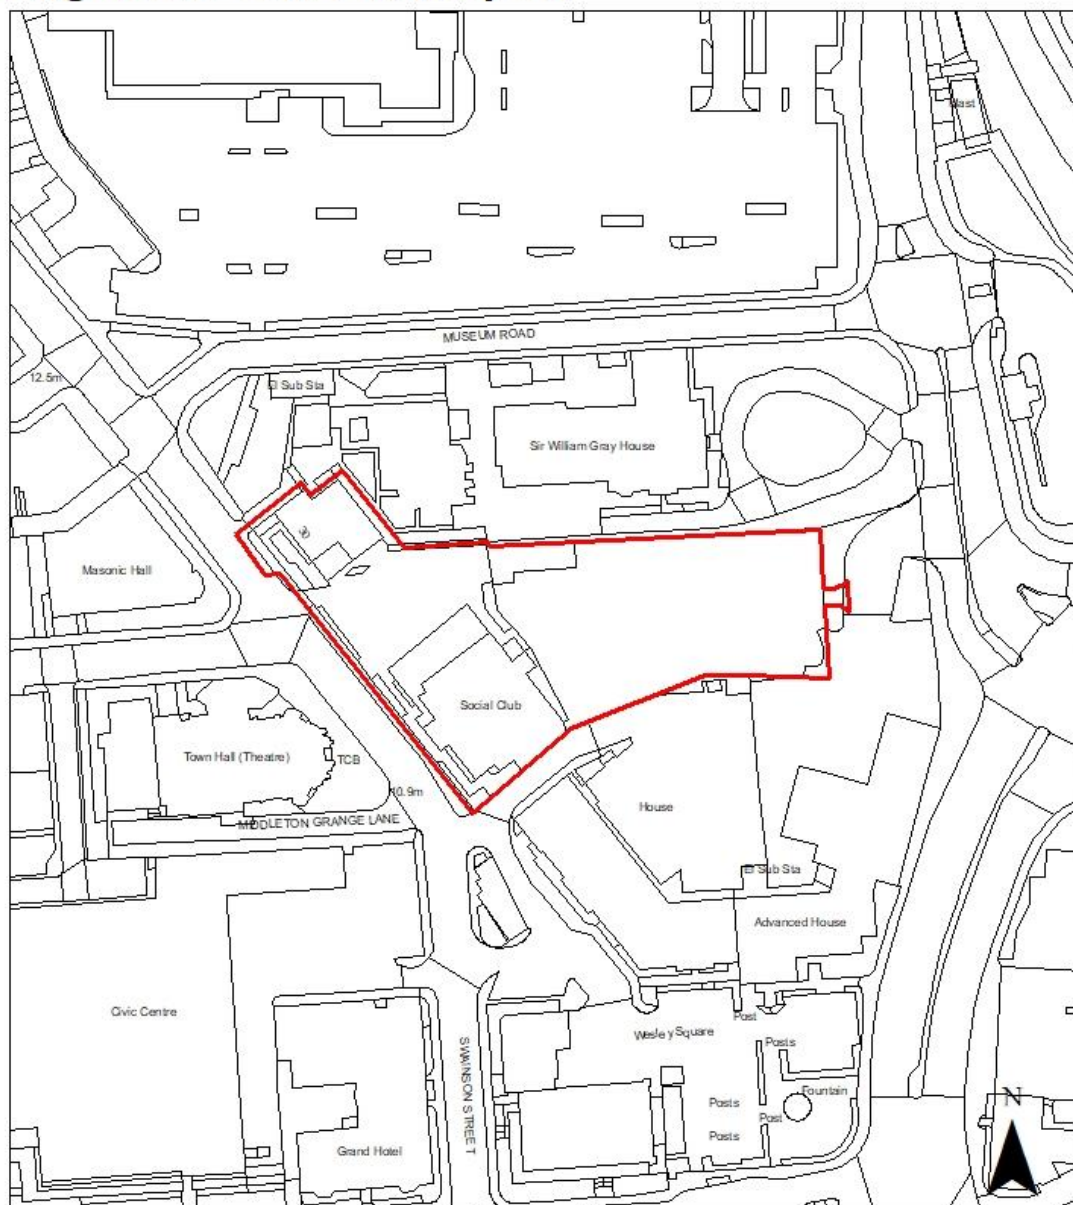 Mast
MUSEUM ROAD
12.5m
El Sub Sta
Sir William Gray House
Masonic Hall
Social Club
Town Hall (Theatre)
TCB
10.9m
MIDDLETON GRANGE LANE
House
El Sub Sta
Advanced House
Civic Centre
Wesley Square
Post
Posts
SWAINSON STREET
Fountain
N
Posts
Post
Posts
Grand Hotel